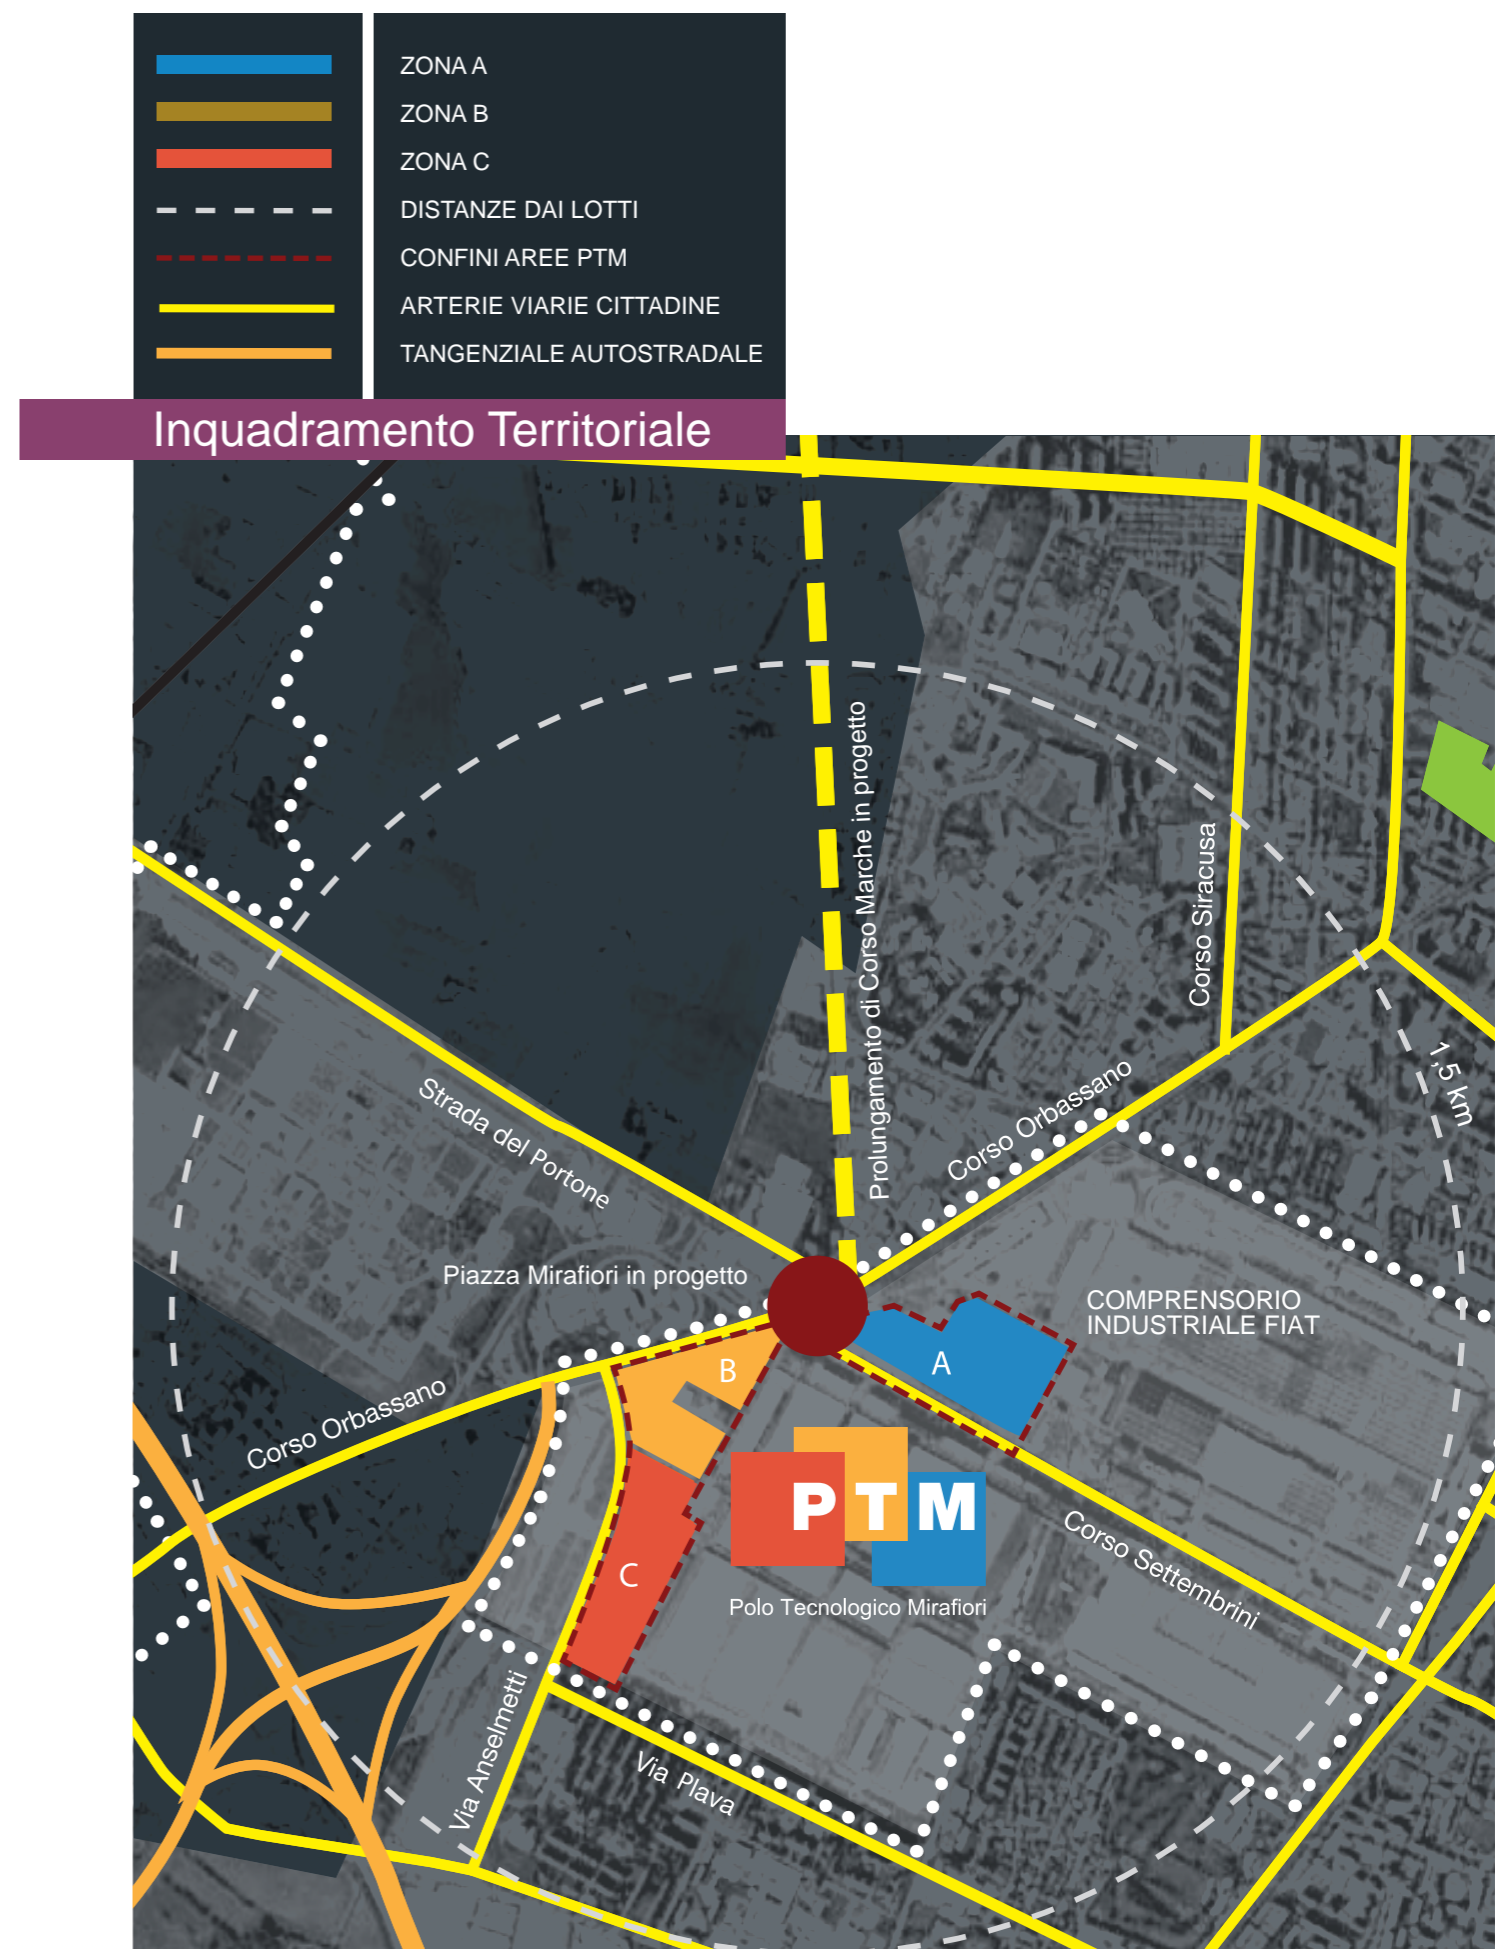 ZONA A
ZONA B
ZONA C
DISTANZE DAI LOTTI
CONFINI AREE PTM
ARTERIE VIARIE CITTADINE
TANGENZIALE AUTOSTRADALE
Inquadramento Territoriale
Prolungamento di Corso Marche in progetto
Corso Siracusa
1,5 km
Strada del Portone
Corso Orbassano
Piazza Mirafiori in progetto
COMPRENSORIO
INDUSTRIALE FIAT
A
B
Corso Orbassano
PTM
C
Corso Settembrini
Polo Tecnologico Mirafiori
Via Anselmetti
Via Plava